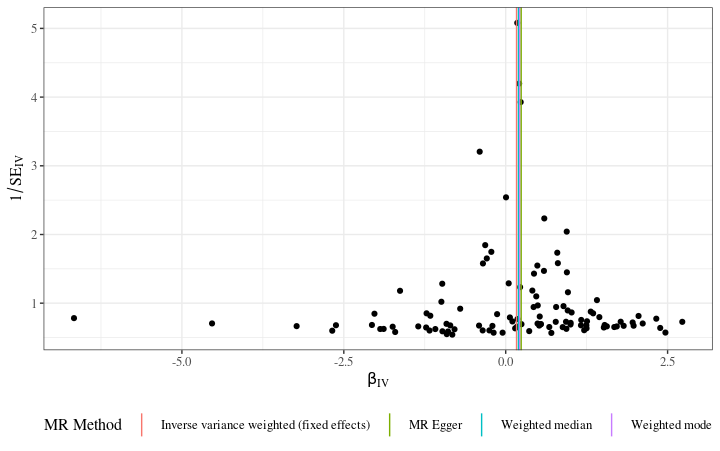 5
4
3
2
1
1/SE_IV
-5.0 -2.5 0.0 2.5
β_IV
MR Method Inverse variance weighted (fixed effects) MR Egger Weighted median Weighted mode